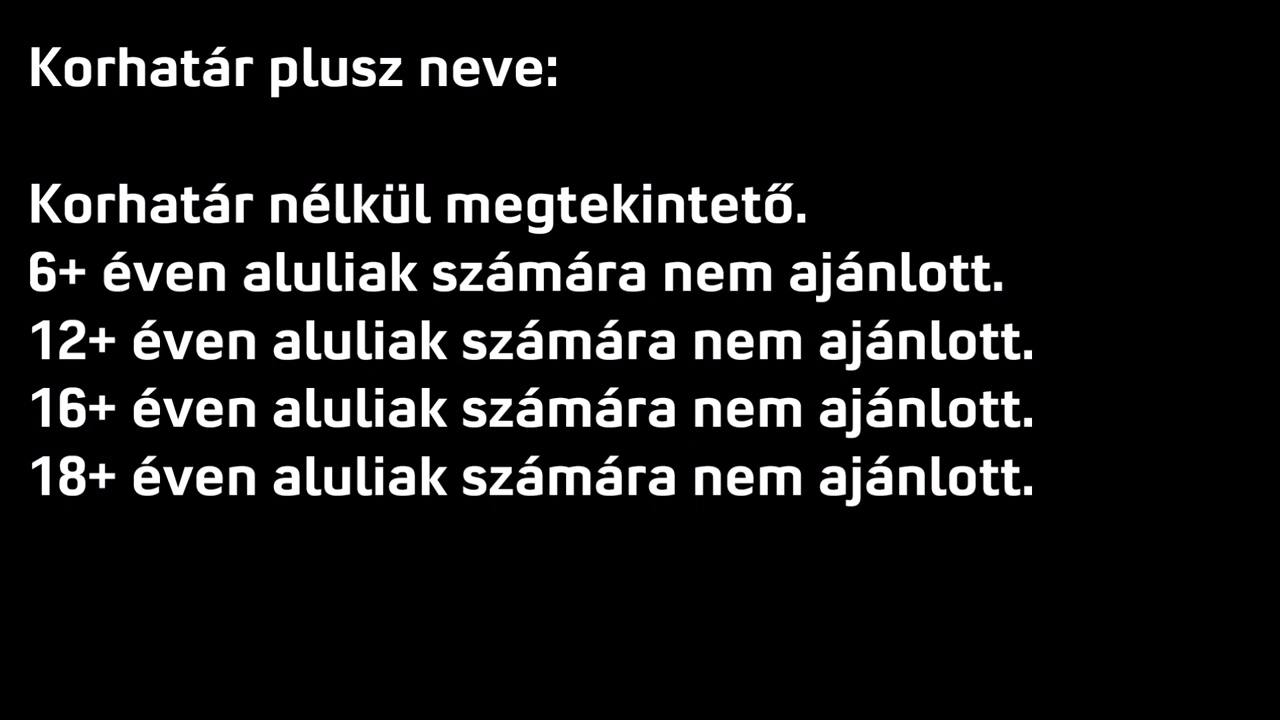 Korhatár plusz neve:
Korhatár nélkül megtekintető.
6+ éven aluliak számára nem ajánlott.
12+ éven aluliak számára nem ajánlott.
16+ éven aluliak számára nem ajánlott.
18+ éven aluliak számára nem ajánlott.